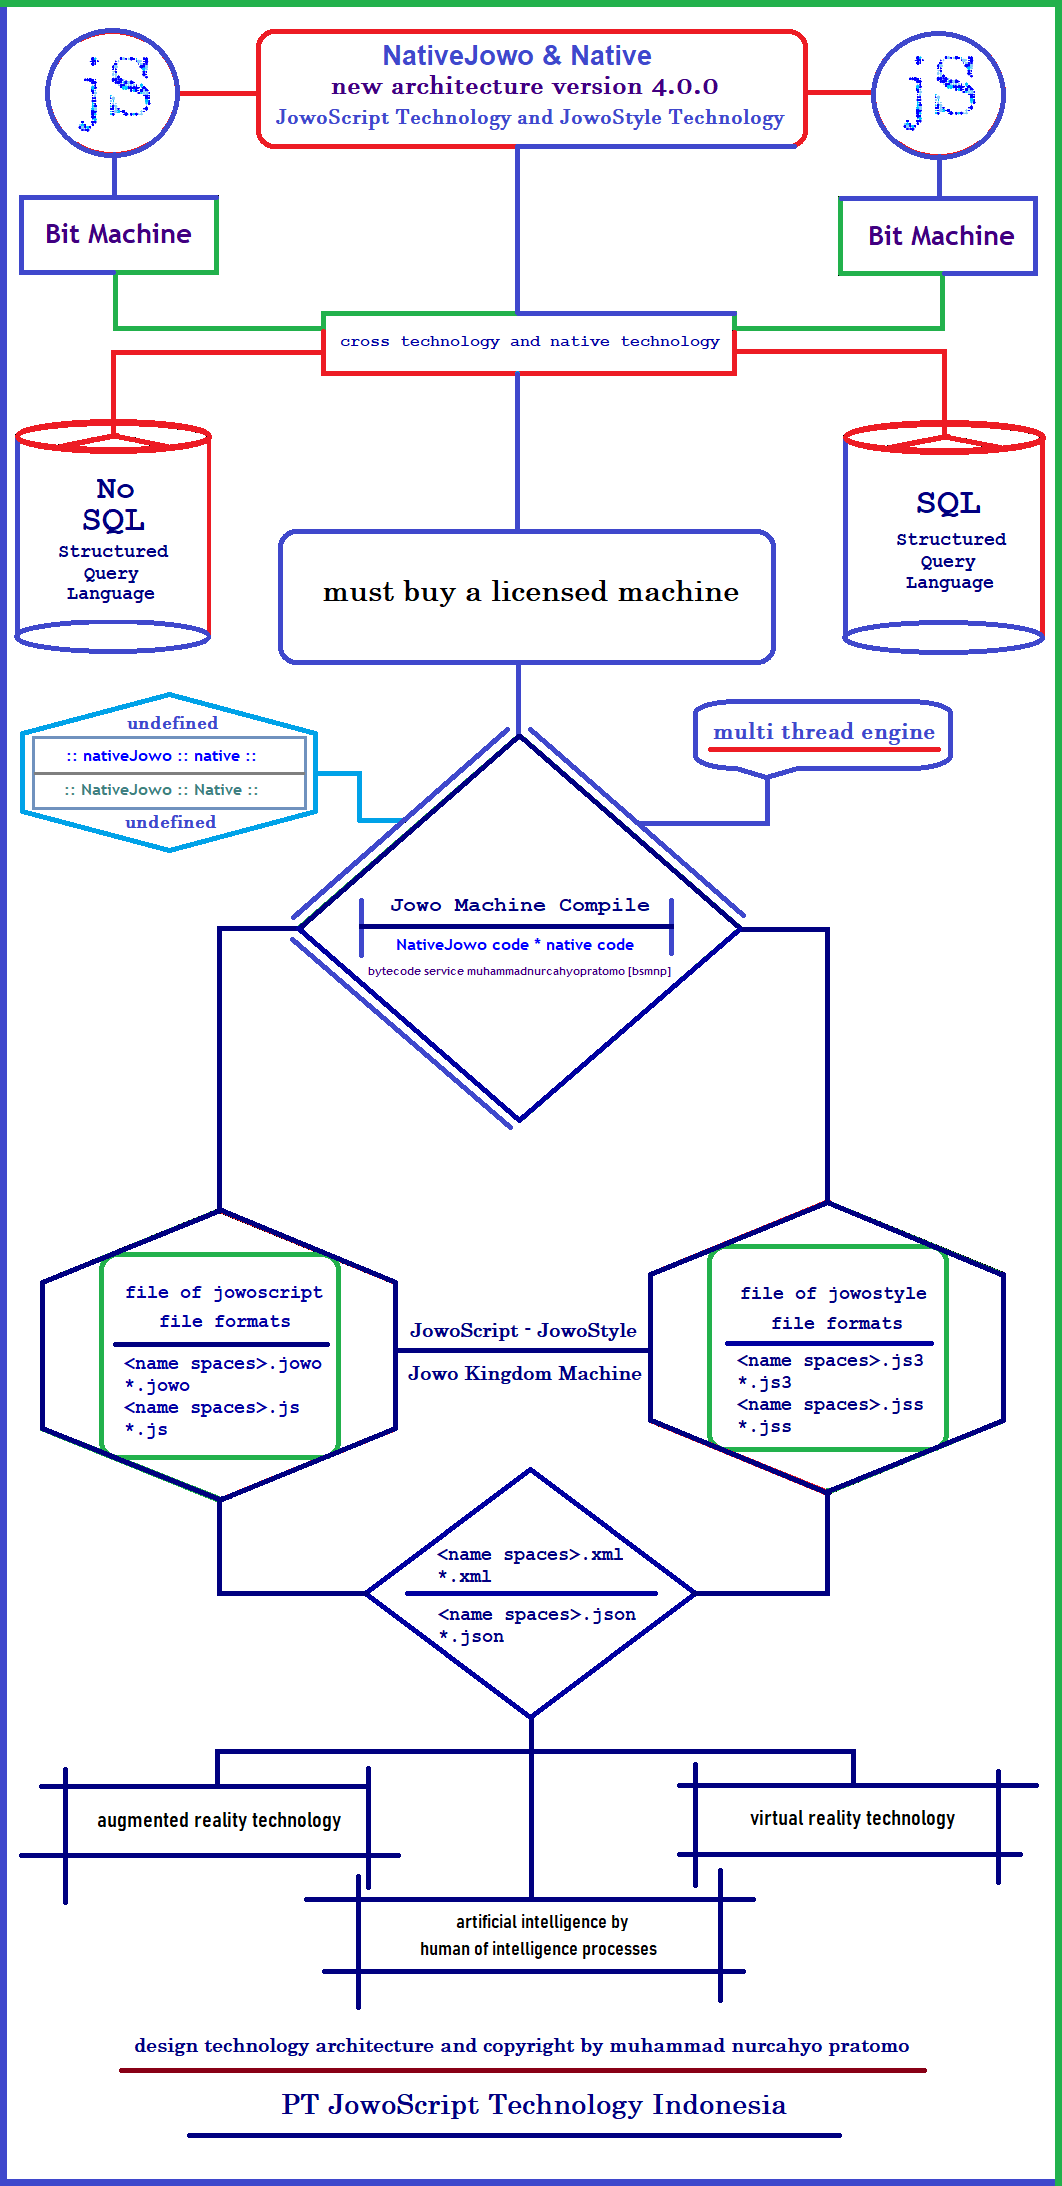 jS
NativeJowo & Native
new architecture version 4.0.0
JowoScript Technology and JowoStyle Technology
jS
Bit Machine
Bit Machine
cross technology and native technology
No
SQL
Structured
Query
Language
SQL
Structured
Query
Language
must buy a licensed machine
undefined
:: nativeJowo :: native ::
:: NativeJowo :: Native ::
undefined
multi thread engine
Jowo Machine Compile
NativeJowo code * native code
bytecode service muhammadnurcahyopratomo [bsmnp]
file of jowoscript
file formats
<name spaces>.jowo
*.jowo
<name spaces>.js
*.js
JowoScript - JowoStyle
Jowo Kingdom Machine
file of jowostyle
file formats
<name spaces>.js3
*.js3
<name spaces>.jss
*.jss
<name spaces>.xml
*.xml
<name spaces>.json
*.json
augmented reality technology
virtual reality technology
artificial intelligence by
human of intelligence processes
design technology architecture and copyright by muhammad nurcahyo pratomo
PT JowoScript Technology Indonesia